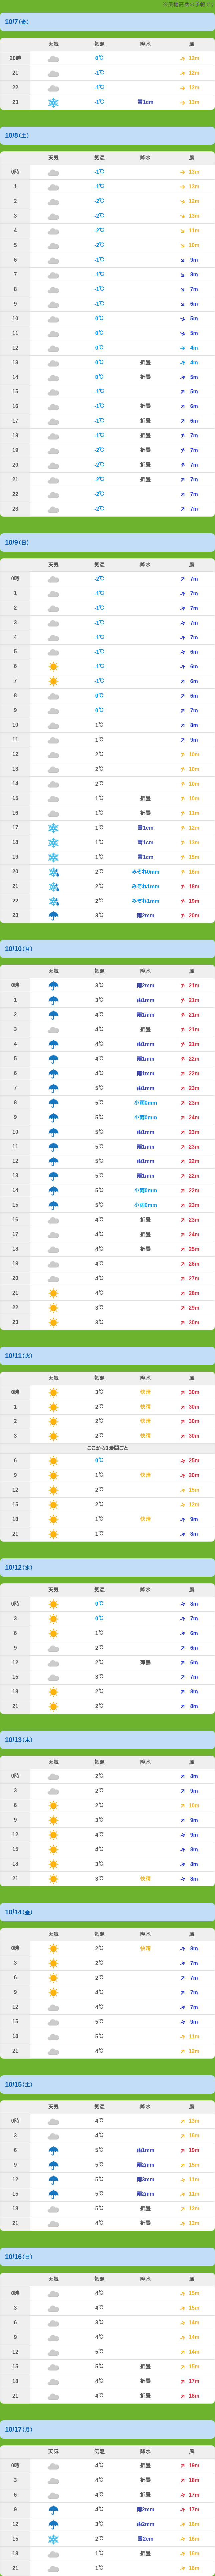 10/7(金)
天気 気温 降水 風
20時 0℃ 12m
21 -1℃ 12m
22 -1℃ 12m
23 -1℃ 雪1cm 13m
10/8(土)
天気 気温 降水 風
0時 -1℃ 13m
1 -1℃ 13m
2 -2℃ 12m
3 -2℃ 13m
4 -2℃ 11m
5 -2℃ 10m
6 -1℃ 9m
7 -1℃ 8m
8 -1℃ 7m
9 -1℃ 6m
10 0℃ 5m
11 0℃ 5m
12 0℃ 4m
13 0℃ 折曇 4m
14 0℃ 折曇 5m
15 -1℃ 5m
16 -1℃ 折曇 6m
17 -1℃ 折曇 6m
18 -1℃ 折曇 7m
19 -2℃ 折曇 7m
20 -2℃ 折曇 7m
21 -2℃ 折曇 7m
22 -2℃ 7m
23 -2℃ 7m
10/9(日)
天気 気温 降水 風
0時 -2℃ 7m
1 -1℃ 7m
2 -1℃ 7m
3 -1℃ 7m
4 -1℃ 7m
5 -1℃ 6m
6 -1℃ 6m
7 -1℃ 6m
8 0℃ 6m
9 0℃ 7m
10 1℃ 8m
11 1℃ 9m
12 2℃ 10m
13 2℃ 10m
14 2℃ 10m
15 1℃ 折曇 10m
16 1℃ 折曇 11m
17 1℃ 雪1cm 12m
18 1℃ 雪1cm 13m
19 1℃ 雪1cm 15m
20 2℃ みぞれ0mm 16m
21 2℃ みぞれ1mm 18m
22 2℃ みぞれ1mm 19m
23 3℃ 雨2mm 20m
10/10(月)
天気 気温 降水 風
0時 3℃ 雨2mm 21m
1 3℃ 雨1mm 21m
2 4℃ 雨1mm 21m
3 4℃ 折曇 21m
4 4℃ 雨1mm 21m
5 4℃ 雨1mm 22m
6 4℃ 雨1mm 22m
7 5℃ 雨1mm 23m
8 5℃ 小雨0mm 23m
9 5℃ 小雨0mm 24m
10 5℃ 雨1mm 23m
11 5℃ 雨1mm 23m
12 5℃ 雨1mm 22m
13 5℃ 雨1mm 22m
14 5℃ 小雨0mm 22m
15 5℃ 小雨0mm 23m
16 4℃ 折曇 23m
17 4℃ 折曇 24m
18 4℃ 折曇 25m
19 4℃ 26m
20 4℃ 27m
21 4℃ 28m
22 3℃ 29m
23 3℃ 30m
10/11(火)
天気 気温 降水 風
0時 3℃ 快晴 30m
1 2℃ 快晴 30m
2 2℃ 快晴 30m
3 2℃ 快晴 30m
ここから3時間ごと
6 0℃ 25m
9 1℃ 快晴 20m
12 2℃ 15m
15 2℃ 12m
18 1℃ 快晴 9m
21 1℃ 8m
10/12(水)
天気 気温 降水 風
0時 0℃ 8m
3 0℃ 7m
6 1℃ 6m
9 2℃ 6m
12 2℃ 薄曇 6m
15 3℃ 7m
18 2℃ 8m
21 2℃ 8m
10/13(木)
天気 気温 降水 風
0時 2℃ 8m
3 2℃ 9m
6 2℃ 10m
9 3℃ 9m
12 4℃ 9m
15 4℃ 8m
18 3℃ 8m
21 3℃ 快晴 8m
10/14(金)
天気 気温 降水 風
0時 2℃ 快晴 8m
3 2℃ 7m
6 2℃ 7m
9 4℃ 7m
12 4℃ 7m
15 5℃ 9m
18 5℃ 11m
21 4℃ 12m
10/15(土)
天気 気温 降水 風
0時 4℃ 13m
3 4℃ 16m
6 5℃ 雨1mm 19m
9 5℃ 雨2mm 15m
12 5℃ 雨3mm 11m
15 5℃ 雨2mm 11m
18 5℃ 折曇 12m
21 4℃ 折曇 13m
10/16(日)
天気 気温 降水 風
0時 4℃ 15m
3 4℃ 15m
6 3℃ 14m
9 4℃ 14m
12 5℃ 14m
15 5℃ 折曇 15m
18 4℃ 折曇 17m
21 4℃ 折曇 18m
10/17(月)
天気 気温 降水 風
0時 4℃ 折曇 19m
3 4℃ 折曇 18m
6 4℃ 折曇 17m
9 4℃ 雨2mm 17m
12 3℃ 雨2mm 16m
15 2℃ 雪2cm 16m
18 1℃ 折曇 16m
21 1℃ 16m